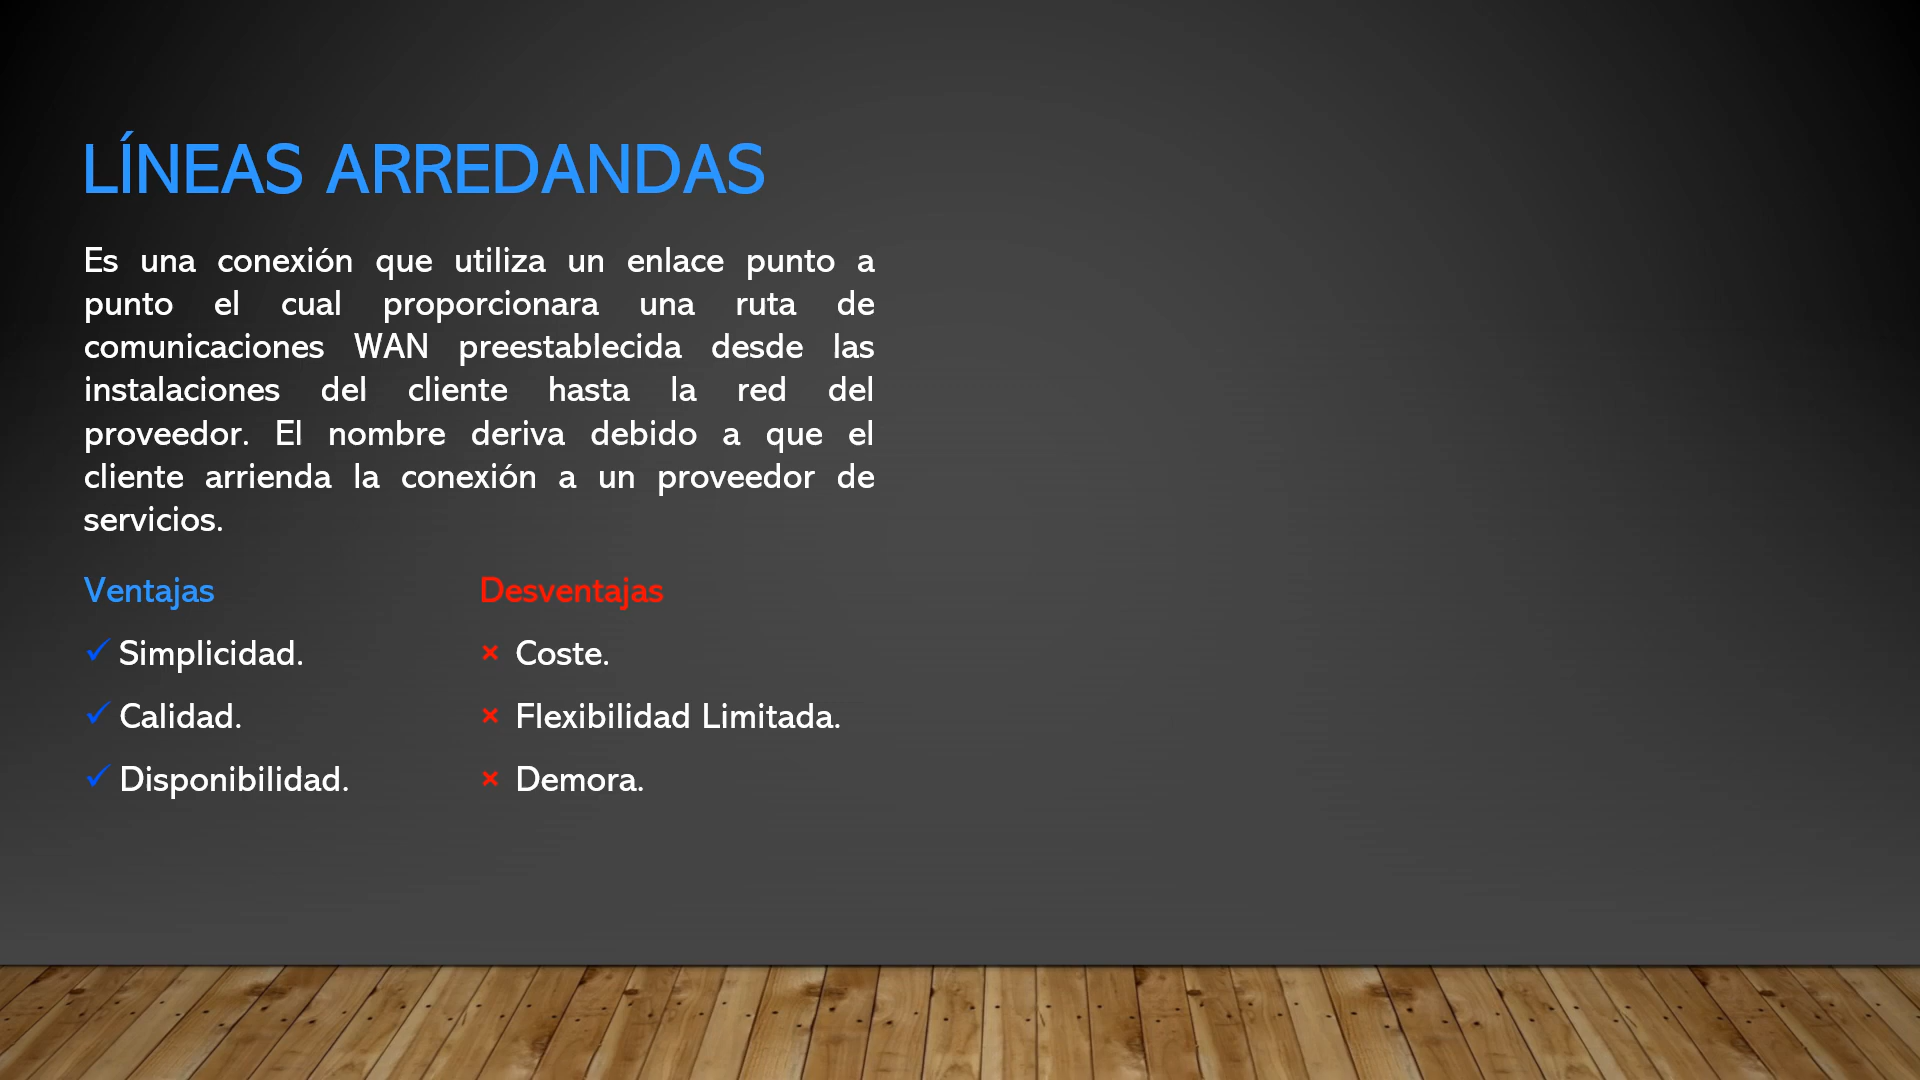 LÍNEAS ARREDANDAS
Es una conexión que utiliza un enlace punto a
punto el cual proporcionara una ruta de
comunicaciones WAN preestablecida desde las
instalaciones del cliente hasta la red del
proveedor. El nombre deriva debido a que el
cliente arrienda la conexión a un proveedor de
servicios.
Ventajas
✓ Simplicidad.
✓ Calidad.
✓ Disponibilidad.
Desventajas
× Coste.
× Flexibilidad Limitada.
× Demora.